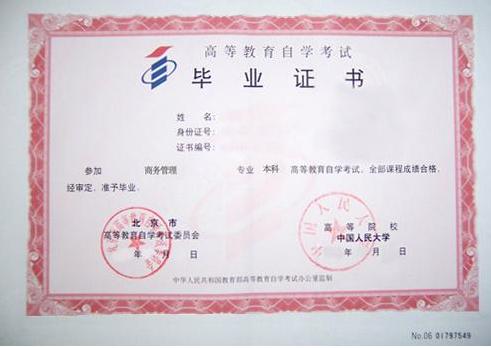 高等教育自学考试
毕业证书
姓 名：
身份证号：
证书编号：
参加 商务管理 专业 本科 高等教育自学考试，全部课程成绩合格，
经审定，准予毕业。
北京市
高等教育自学考试委员会
年 月 日
高等院校
中国人民大学
年 月 日
中华人民共和国教育部高等教育自学考试办公室监制
No.06 01797549